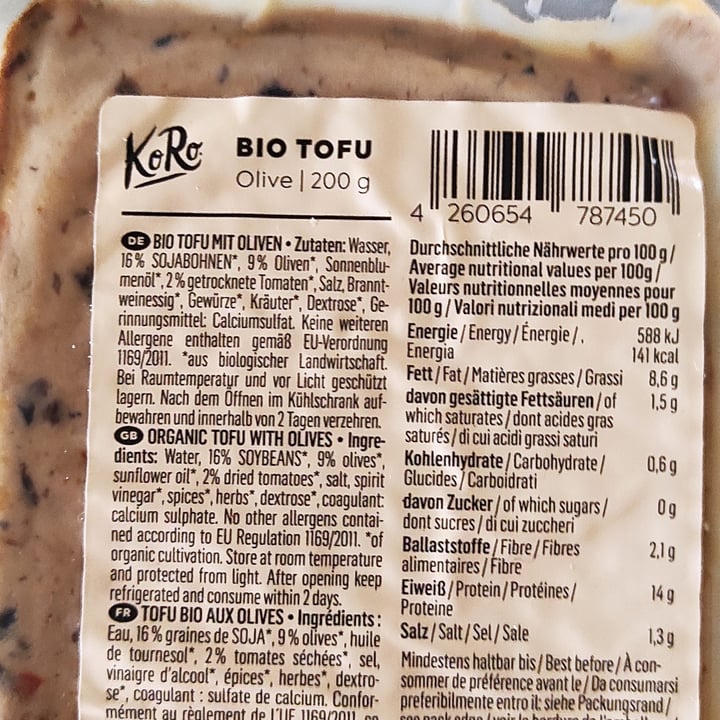 KoRo
BIO TOFU
Olive | 200 g
4 260654 787450
DE BIO TOFU MIT OLIVEN • Zutaten: Wasser,
16% SOJABOHNEN*, 9% Oliven*, Sonnenblu-
menöl*, 2% getrocknete Tomaten*, Salz, Brannt-
weinessig*, Gewürze*, Kräuter*, Dextrose*, Ge-
rinnungsmittel: Calciumsulfat. Keine weiteren
Allergene enthalten gemäß EU-Verordnung
1169/2011. *aus biologischer Landwirtschaft.
Bei Raumtemperatur und vor Licht geschützt
lagern. Nach dem Öffnen im Kühlschrank auf-
bewahren und innerhalb von 2 Tagen verzehren.
GB ORGANIC TOFU WITH OLIVES • Ingre-
dients: Water, 16% SOYBEANS*, 9% olives*,
sunflower oil*, 2% dried tomatoes*, salt, spirit
vinegar*, spices*, herbs*, dextrose*, coagulant:
calcium sulphate. No other allergens contai-
ned according to EU Regulation 1169/2011. *of
organic cultivation. Store at room temperature
and protected from light. After opening keep
refrigerated and consume within 2 days.
FR TOFU BIO AUX OLIVES • Ingrédients :
Eau, 16% graines de SOJA*, 9% olives*, huile
de tournesol*, 2% tomates séchées*, sel,
vinaigre d'alcool*, épices*, herbes*, dextro-
se*, coagulant : sulfate de calcium. Confor-
mément au règlement de l'UE 1169/2011, en
Durchschnittliche Nährwerte pro 100 g/
Average nutritional values per 100g/
Valeurs nutritionnelles moyennes pour
100 g/Valori nutrizionali medi per 100 g
Energie/Energy/Énergie/. 588 kJ
Energia 141 kcal
Fett/Fat/Matières grasses/Grassi 8,6 g
davon gesättigte Fettsäuren/of 1,5 g
which saturates/dont acides gras
saturés/di cui acidi grassi saturi
Kohlenhydrate/Carbohydrate/ 0,6 g
Glucides/Carboidrati
davon Zucker/of which sugars/ 0 g
dont sucres/di cui zuccheri
Ballaststoffe/Fibre/Fibres 2,1 g
alimentaires/Fibre
Eiweiß/Protein/Protéines/ 14 g
Proteine
Salz/Salt/Sel/Sale 1,3 g
Mindestens haltbar bis/Best before/À con-
sommer de préférence avant le/Da consumarsi
preferibilmente entro il: siehe Packungsrand/
see pack edge/voir le